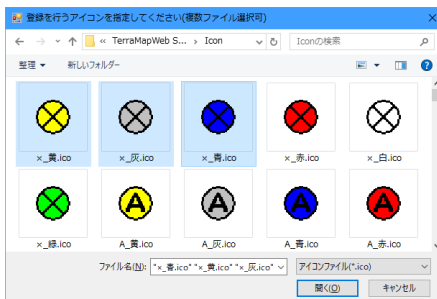 登録を行うアイコンを指定してください(複数ファイル選択可)
« TerraMapWeb S... › Icon
Iconの検索
整理 新しいフォルダー
×_黄.ico ×_灰.ico ×_青.ico ×_赤.ico ×_白.ico
A A A A
×_緑.ico A_黄.ico A_灰.ico A_青.ico A_赤.ico
ファイル名(N): "×_青.ico" "×_黄.ico" "×_灰.ico" アイコンファイル(*.ico)
開く(O) キャンセル